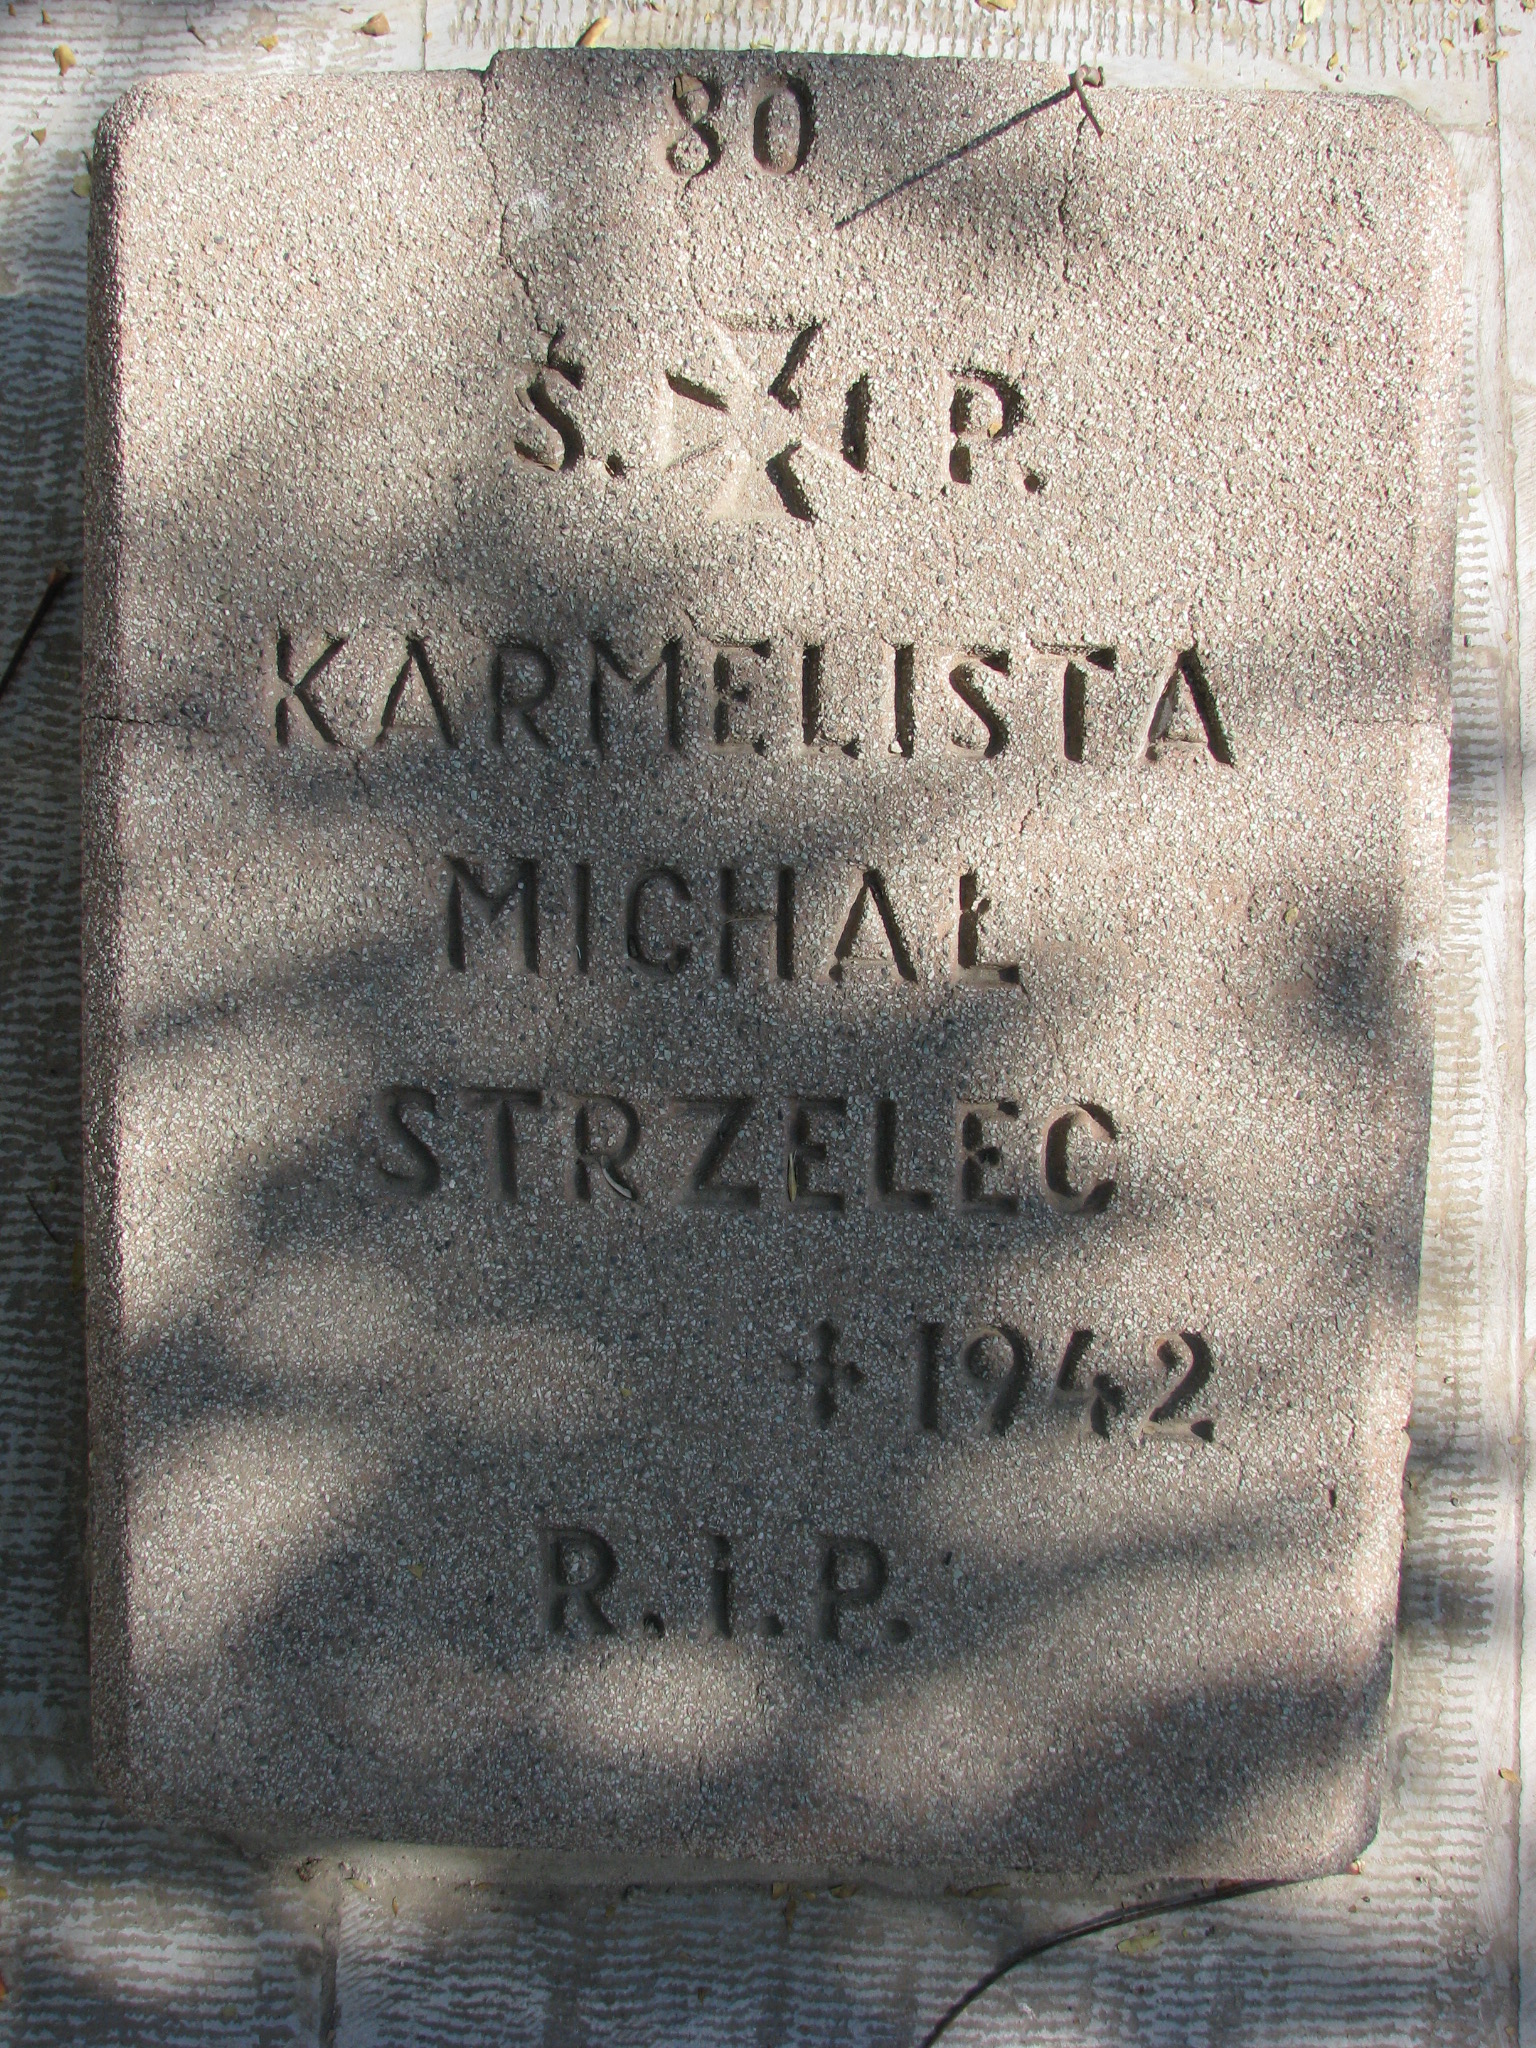 80
Ś. P.
KARMELISTA
MICHAŁ
STRZELEC
† 1942
R. i. P.